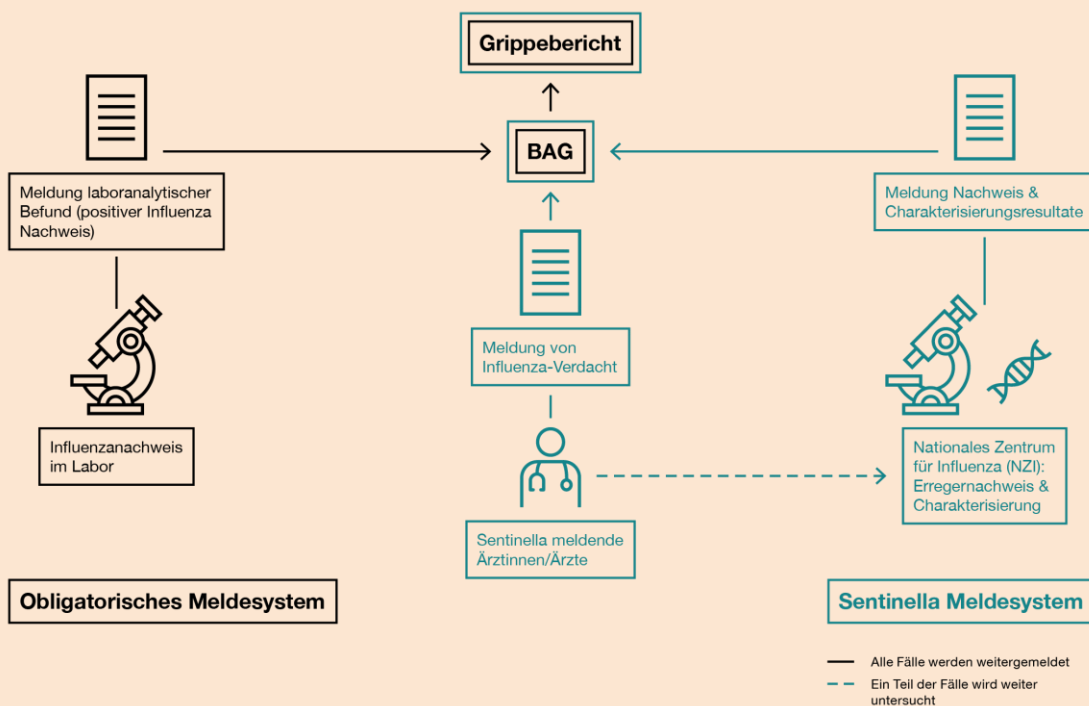 Grippebericht
BAG
Meldung laboranalytischer
Befund (positiver Influenza
Nachweis)
Meldung Nachweis &
Charakterisierungsresultate
Meldung von
Influenza-Verdacht
Influenzanachweis
im Labor
Nationales Zentrum
für Influenza (NZI):
Erregernachweis &
Charakterisierung
Sentinella meldende
Ärztinnen/Ärzte
Obligatorisches Meldesystem
Sentinella Meldesystem
Alle Fälle werden weitergemeldet
Ein Teil der Fälle wird weiter
untersucht